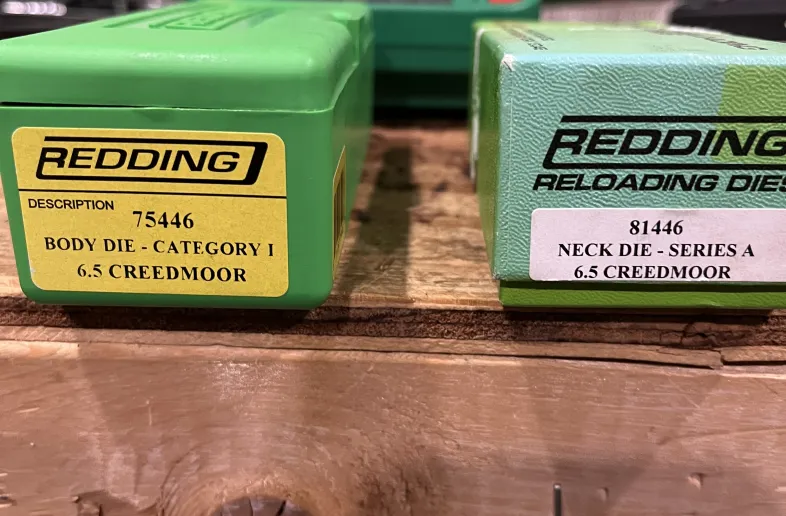 REDDING
DESCRIPTION
75446
BODY DIE - CATEGORY I
6.5 CREEDMOOR
REDDING
RELOADING DIES
81446
NECK DIE - SERIES A
6.5 CREEDMOOR